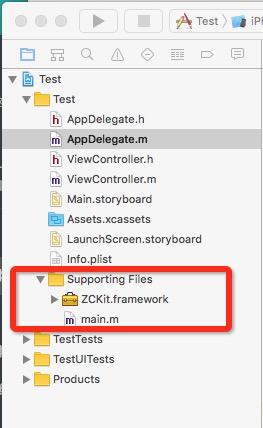 Test
iP
Test
Test
AppDelegate.h
AppDelegate.m
ViewController.h
ViewController.m
Main.storyboard
Assets.xcassets
LaunchScreen.storyboard
Info.plist
Supporting Files
ZCKit.framework
main.m
TestTests
TestUITests
Products